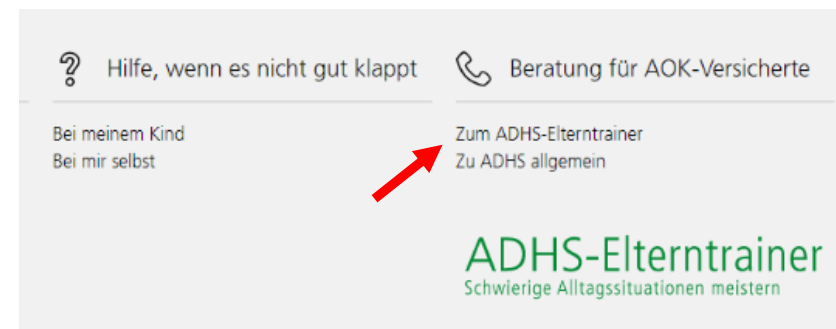 Hilfe, wenn es nicht gut klappt
Bei meinem Kind
Bei mir selbst
Beratung für AOK-Versicherte
Zum ADHS-Elterntrainer
Zu ADHS allgemein
ADHS-Elterntrainer
Schwierige Alltagssituationen meistern